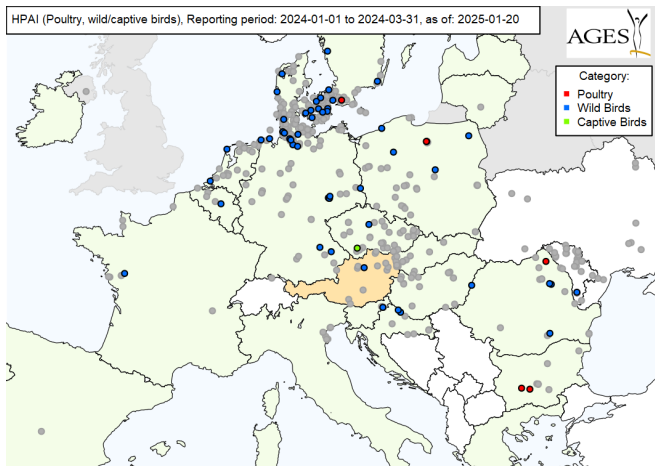 HPAI (Poultry, wild/captive birds), Reporting period: 2024-01-01 to 2024-03-31, as of: 2025-01-20
AGES
Category:
Poultry
Wild Birds
Captive Birds